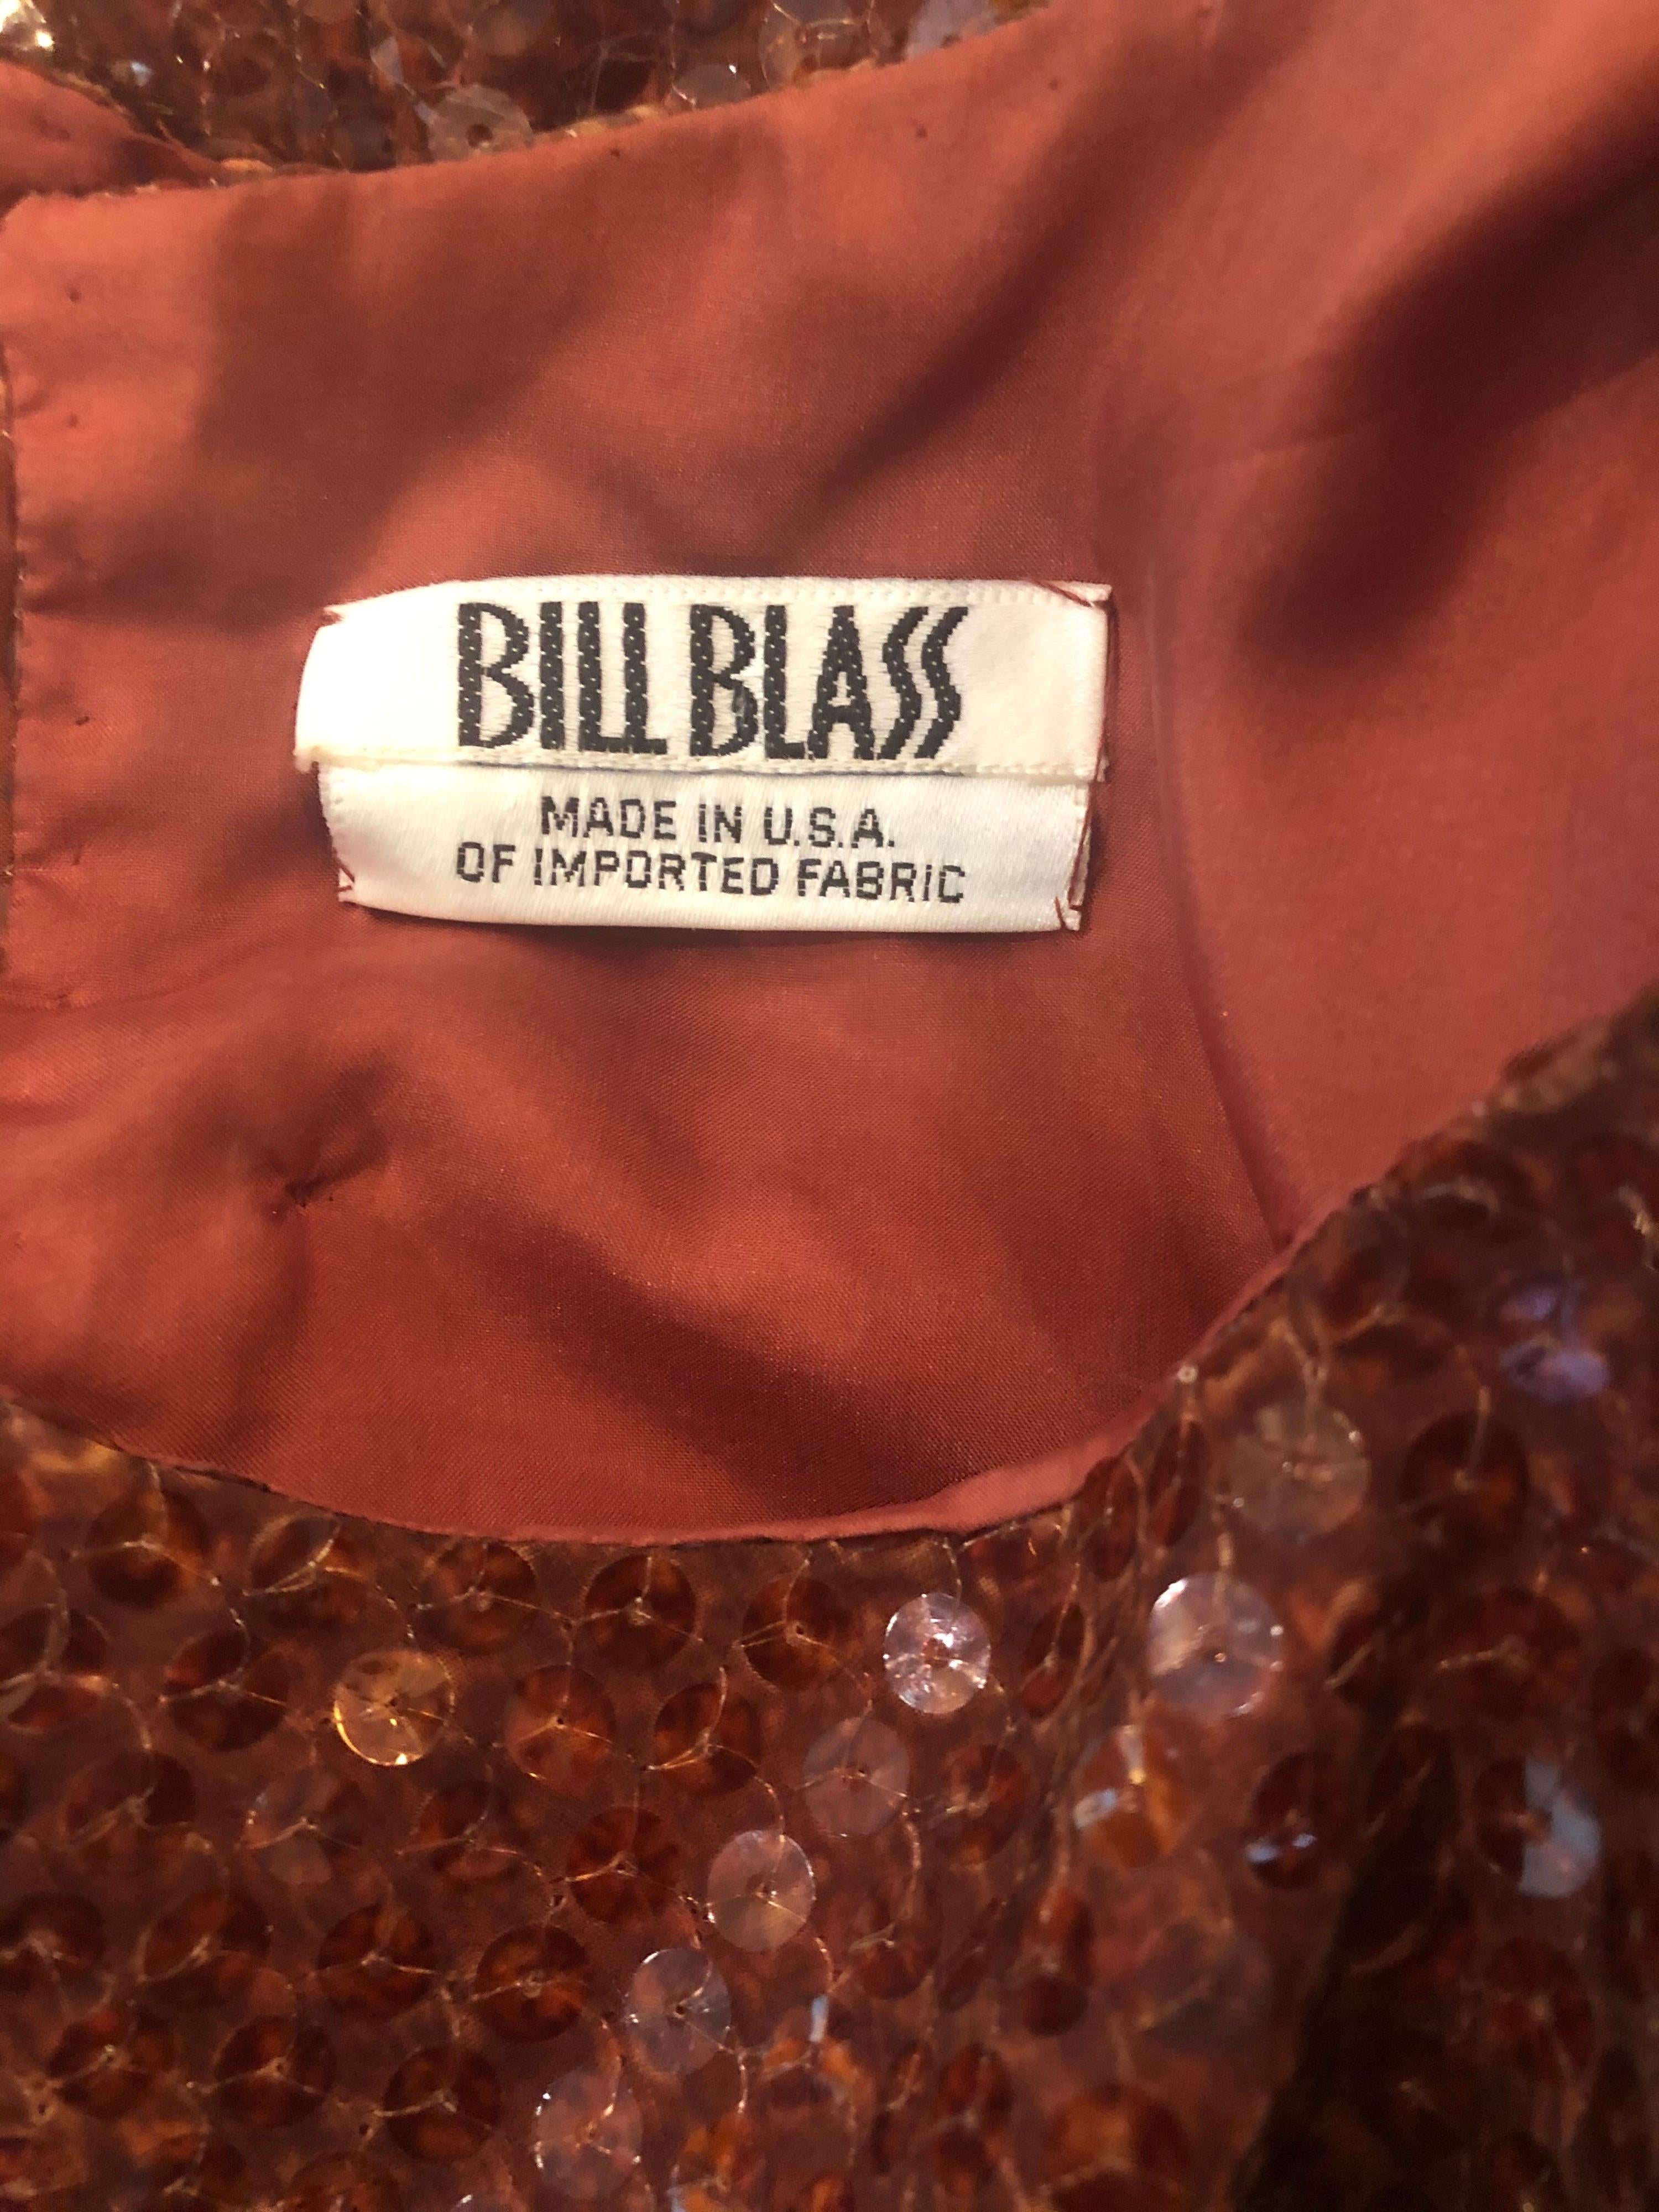 BILL BLASS
MADE IN U.S.A.
OF IMPORTED FABRIC